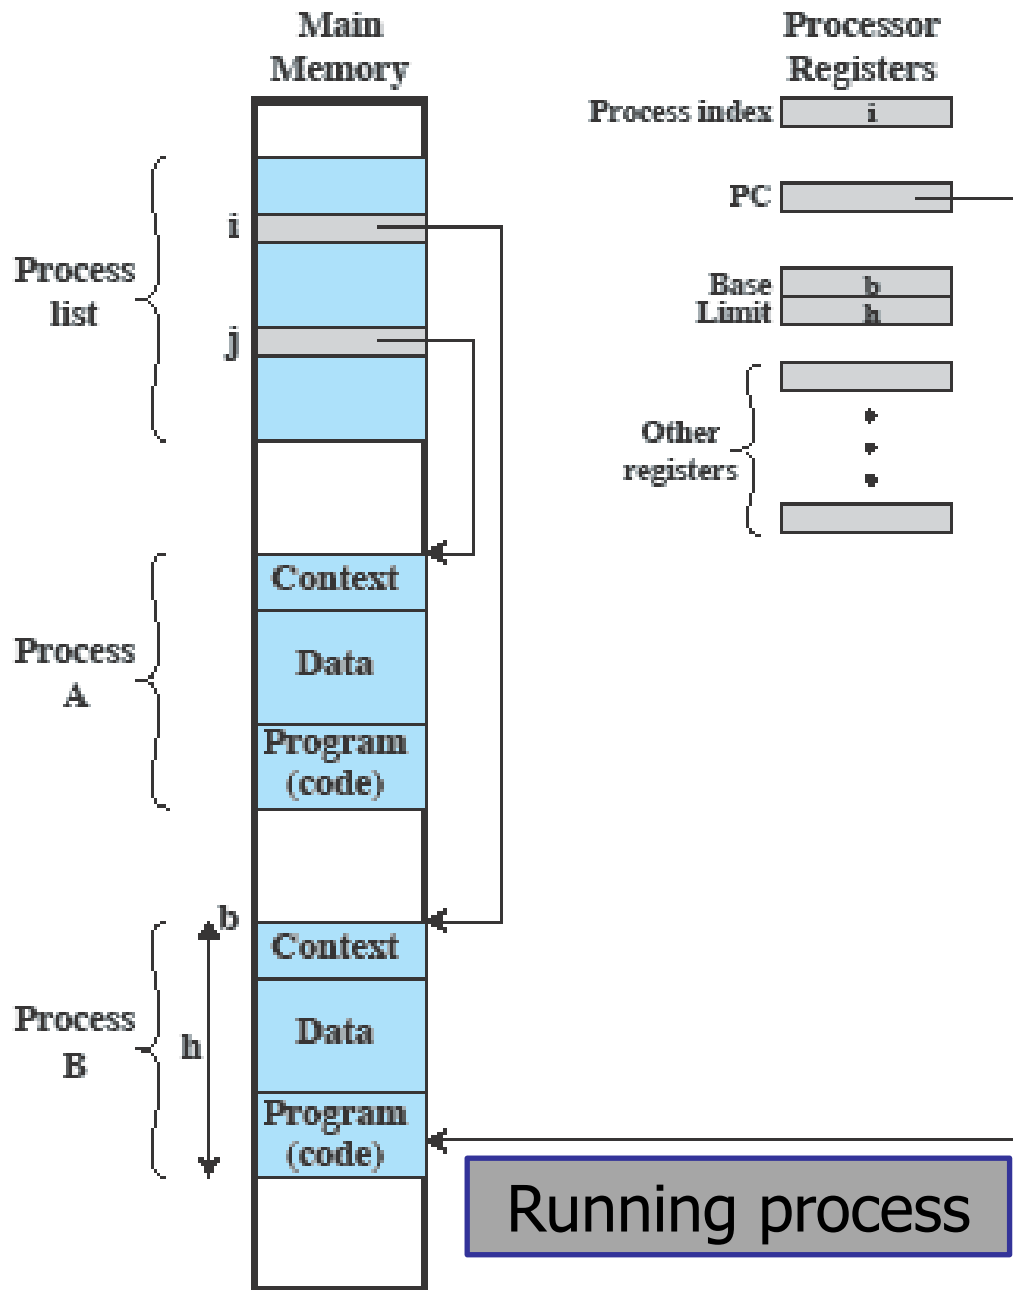 Main
Memory
Processor
Registers
Process index
i
PC
Base
b
Limit
h
Other
registers
i
Process
list
j
Context
Process
A
Data
Program
(code)
b
Context
Process
B
h
Data
Program
(code)
Running process